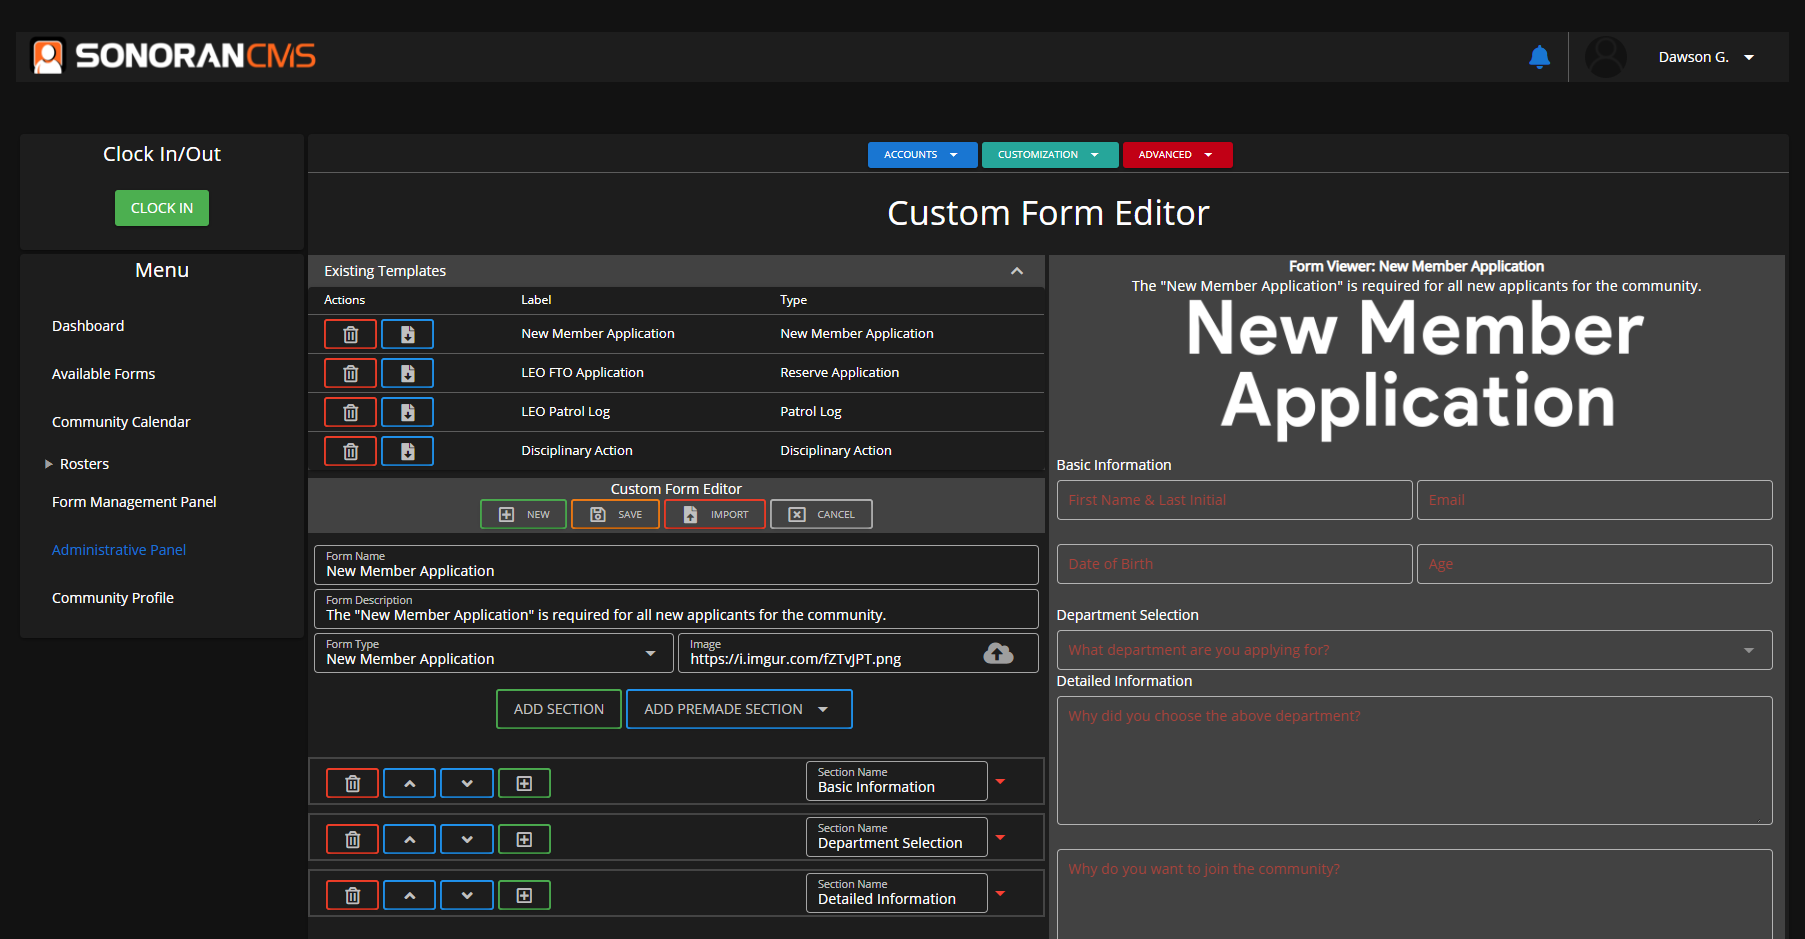 SONORANCMS
Dawson G.
Clock In/Out
CLOCK IN
Menu
Dashboard
Available Forms
Community Calendar
Rosters
Form Management Panel
Administrative Panel
Community Profile
ACCOUNTS
CUSTOMIZATION
ADVANCED
Custom Form Editor
Existing Templates
Actions Label Type
New Member Application New Member Application
LEO FTO Application Reserve Application
LEO Patrol Log Patrol Log
Disciplinary Action Disciplinary Action
Custom Form Editor
NEW SAVE IMPORT CANCEL
Form Name
New Member Application
Form Description
The "New Member Application" is required for all new applicants for the community.
Form Type
New Member Application
Image
https://i.imgur.com/fZTvJPT.png
ADD SECTION
ADD PREMADE SECTION
Section Name
Basic Information
Section Name
Department Selection
Section Name
Detailed Information
Form Viewer: New Member Application
The "New Member Application" is required for all new applicants for the community.
New Member
Application
Basic Information
First Name & Last Initial
Email
Date of Birth
Age
Department Selection
What department are you applying for?
Detailed Information
Why did you choose the above department?
Why do you want to join the community?